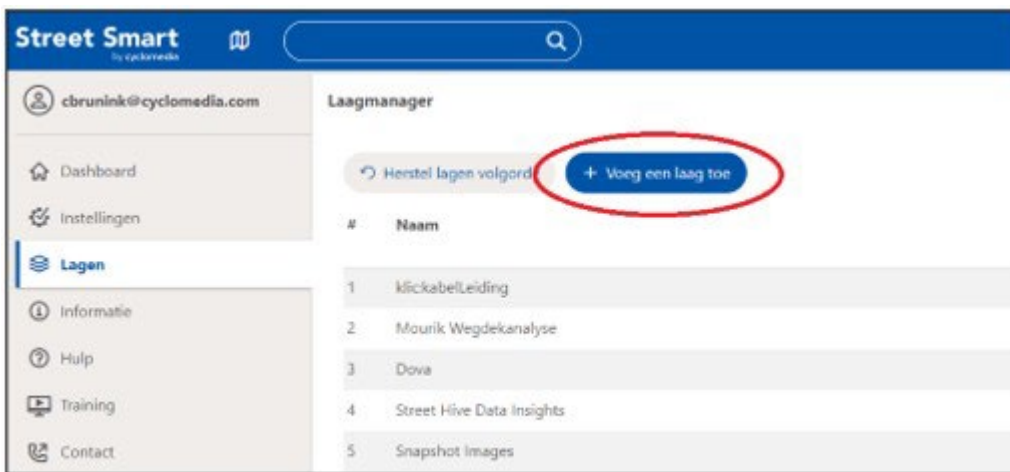 Street Smart
by cyclomedia
cbrunink@cyclomedia.com
Dashboard
Instellingen
Lagen
Informatie
Hulp
Training
Contact
Laagmanager
Herstel lagen volgord
+ Voeg een laag toe
# Naam
1 klickabelLeiding
2 Mourik Wegdekanalyse
3 Dova
4 Street Hive Data Insights
5 Snapshot Images